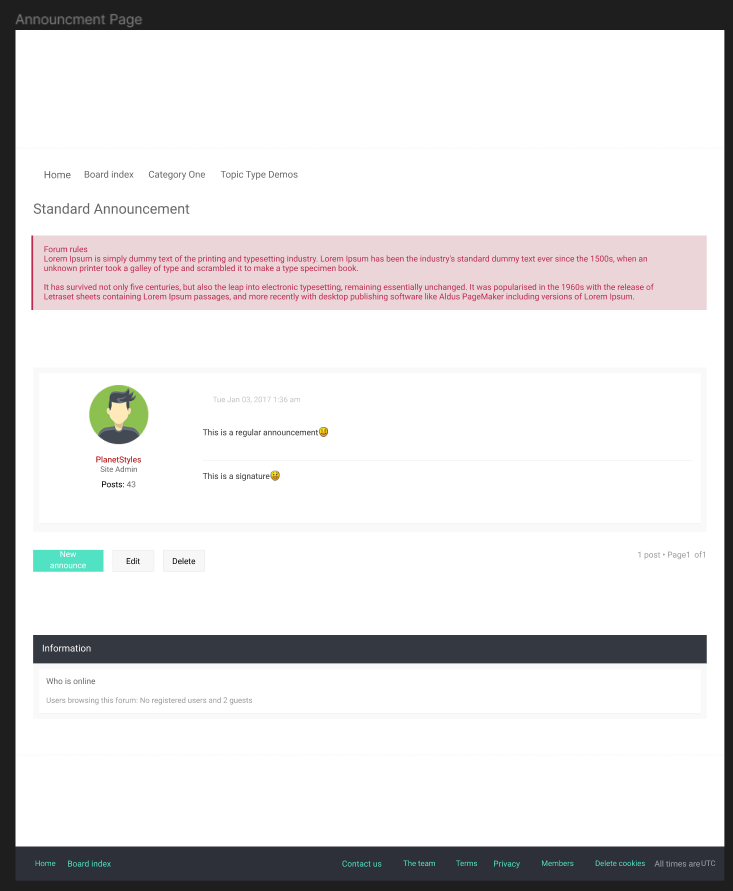 Announcment Page
Home Board index Category One Topic Type Demos
Standard Announcement
Forum rules
Lorem Ipsum is simply dummy text of the printing and typesetting industry. Lorem Ipsum has been the industry's standard dummy text ever since the 1500s, when an
unknown printer took a galley of type and scrambled it to make a type specimen book.
It has survived not only five centuries, but also the leap into electronic typesetting, remaining essentially unchanged. It was popularised in the 1960s with the release of
Letraset sheets containing Lorem Ipsum passages, and more recently with desktop publishing software like Aldus PageMaker including versions of Lorem Ipsum.
Tue Jan 03, 2017 1:36 am
This is a regular announcement
PlanetStyles
Site Admin
Posts: 43
This is a signature
New
announce
Edit
Delete
1 post • Page1 of1
Information
Who is online
Users browsing this forum: No registered users and 2 guests
Home Board index Contact us The team Terms Privacy Members Delete cookies All times are UTC